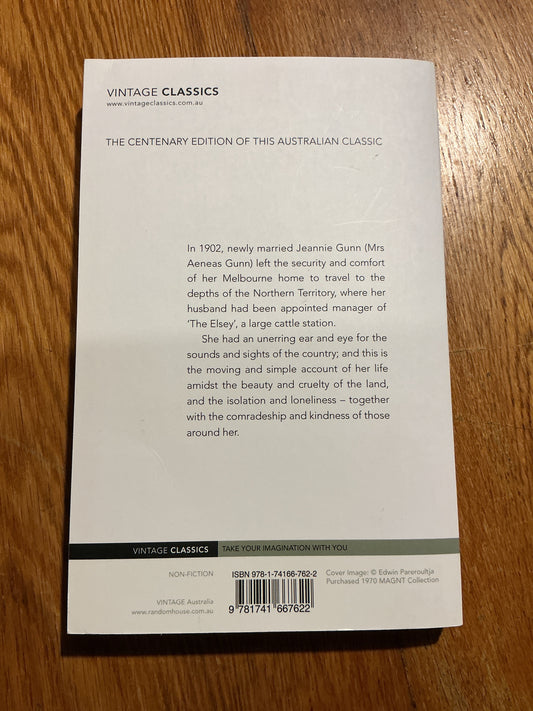 VINTAGE CLASSICS
www.vintageclassics.com.au
THE CENTENARY EDITION OF THIS AUSTRALIAN CLASSIC
In 1902, newly married Jeannie Gunn (Mrs
Aeneas Gunn) left the security and comfort
of her Melbourne home to travel to the
depths of the Northern Territory, where her
husband had been appointed manager of
‘The Elsey’, a large cattle station.
She had an unerring ear and eye for the
sounds and sights of the country; and this is
the moving and simple account of her life
amidst the beauty and cruelty of the land,
and the isolation and loneliness – together
with the comradeship and kindness of those
around her.
VINTAGE CLASSICS TAKE YOUR IMAGINATION WITH YOU
NON-FICTION
VINTAGE Australia
www.randomhouse.com.au
ISBN 978-1-74166-762-2
9 781741 667622
Cover Image: © Edwin Pareroultja
Purchased 1970 MAGNT Collection